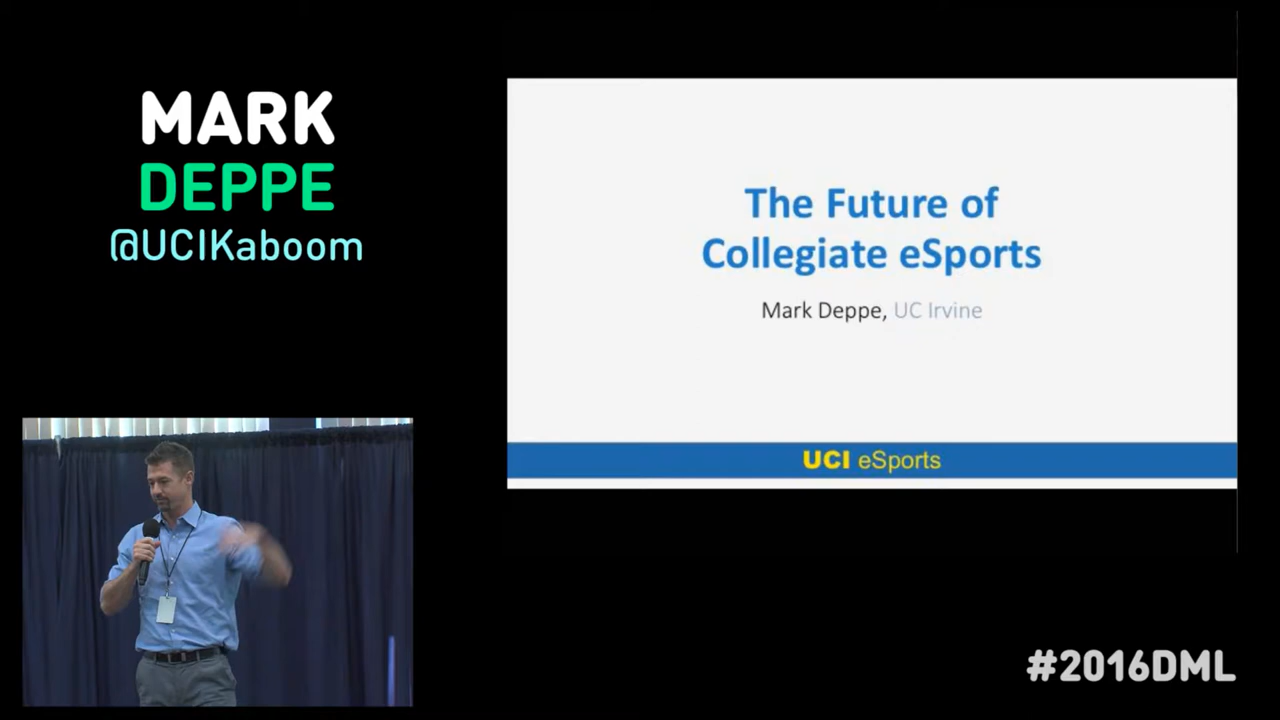 MARK
DEPPE
@UCIKaboom
The Future of
Collegiate eSports
Mark Deppe, UC Irvine
UCI eSports
#2016DML